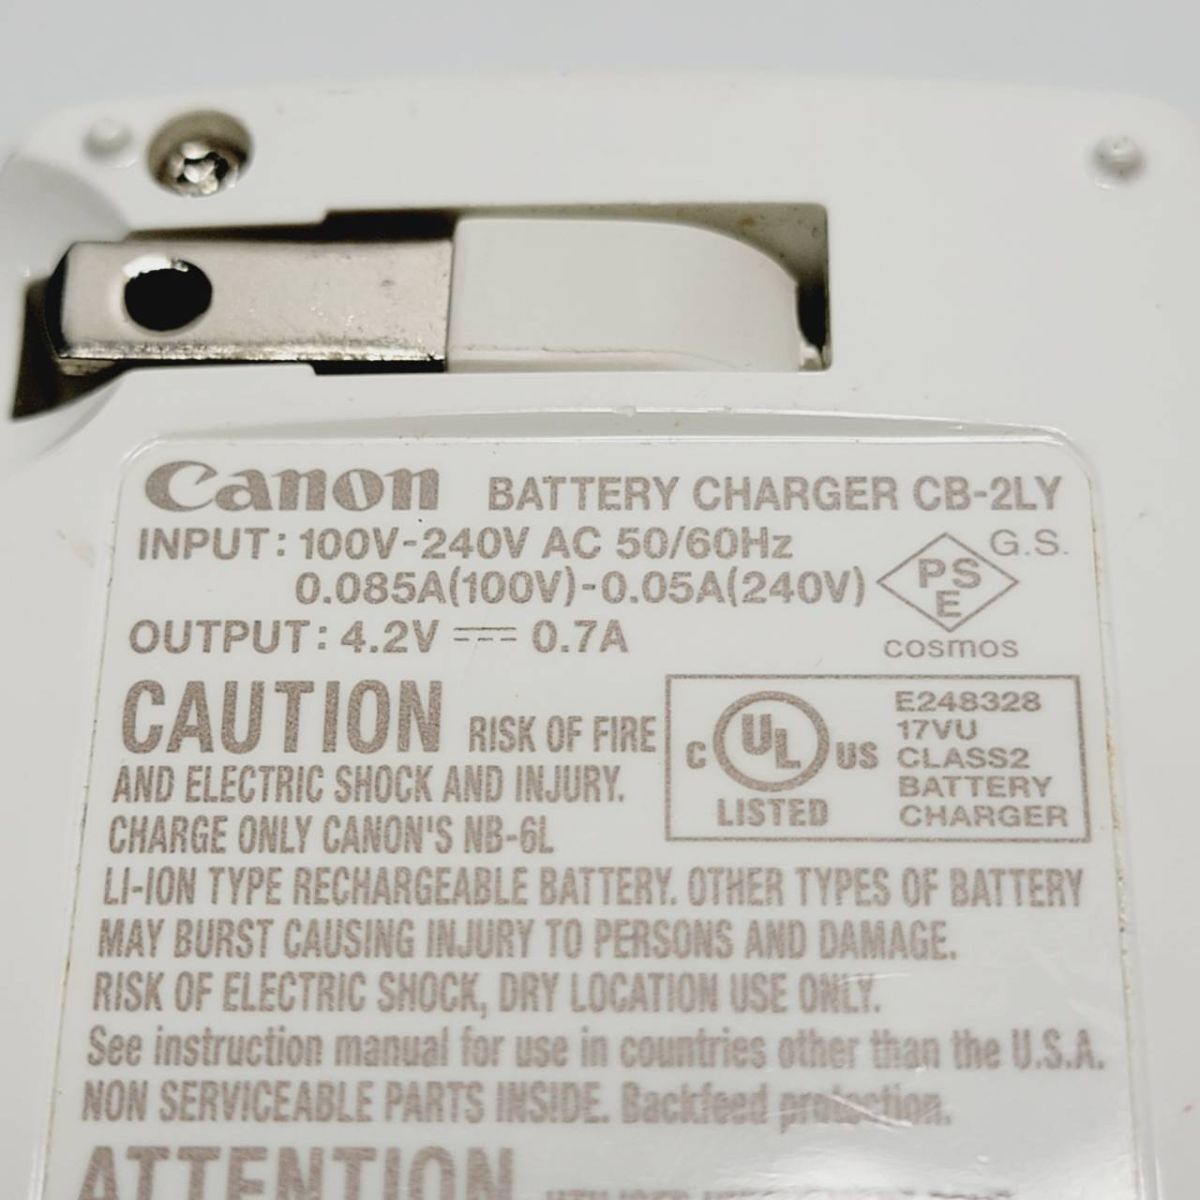 Canon BATTERY CHARGER CB-2LY
INPUT: 100V-240V AC 50/60Hz
0.085A(100V)-0.05A(240V)
G.S.
PS
E
cosmos
OUTPUT: 4.2V ⎓ 0.7A
CAUTION RISK OF FIRE
AND ELECTRIC SHOCK AND INJURY.
CHARGE ONLY CANON'S NB-6L
C UL US
LISTED
E248328
17VU
CLASS2
BATTERY
CHARGER
LI-ION TYPE RECHARGEABLE BATTERY. OTHER TYPES OF BATTERY
MAY BURST CAUSING INJURY TO PERSONS AND DAMAGE.
RISK OF ELECTRIC SHOCK, DRY LOCATION USE ONLY.
See instruction manual for use in countries other than the U.S.A.
NON SERVICEABLE PARTS INSIDE. Backfeed protection.
ATTENTION